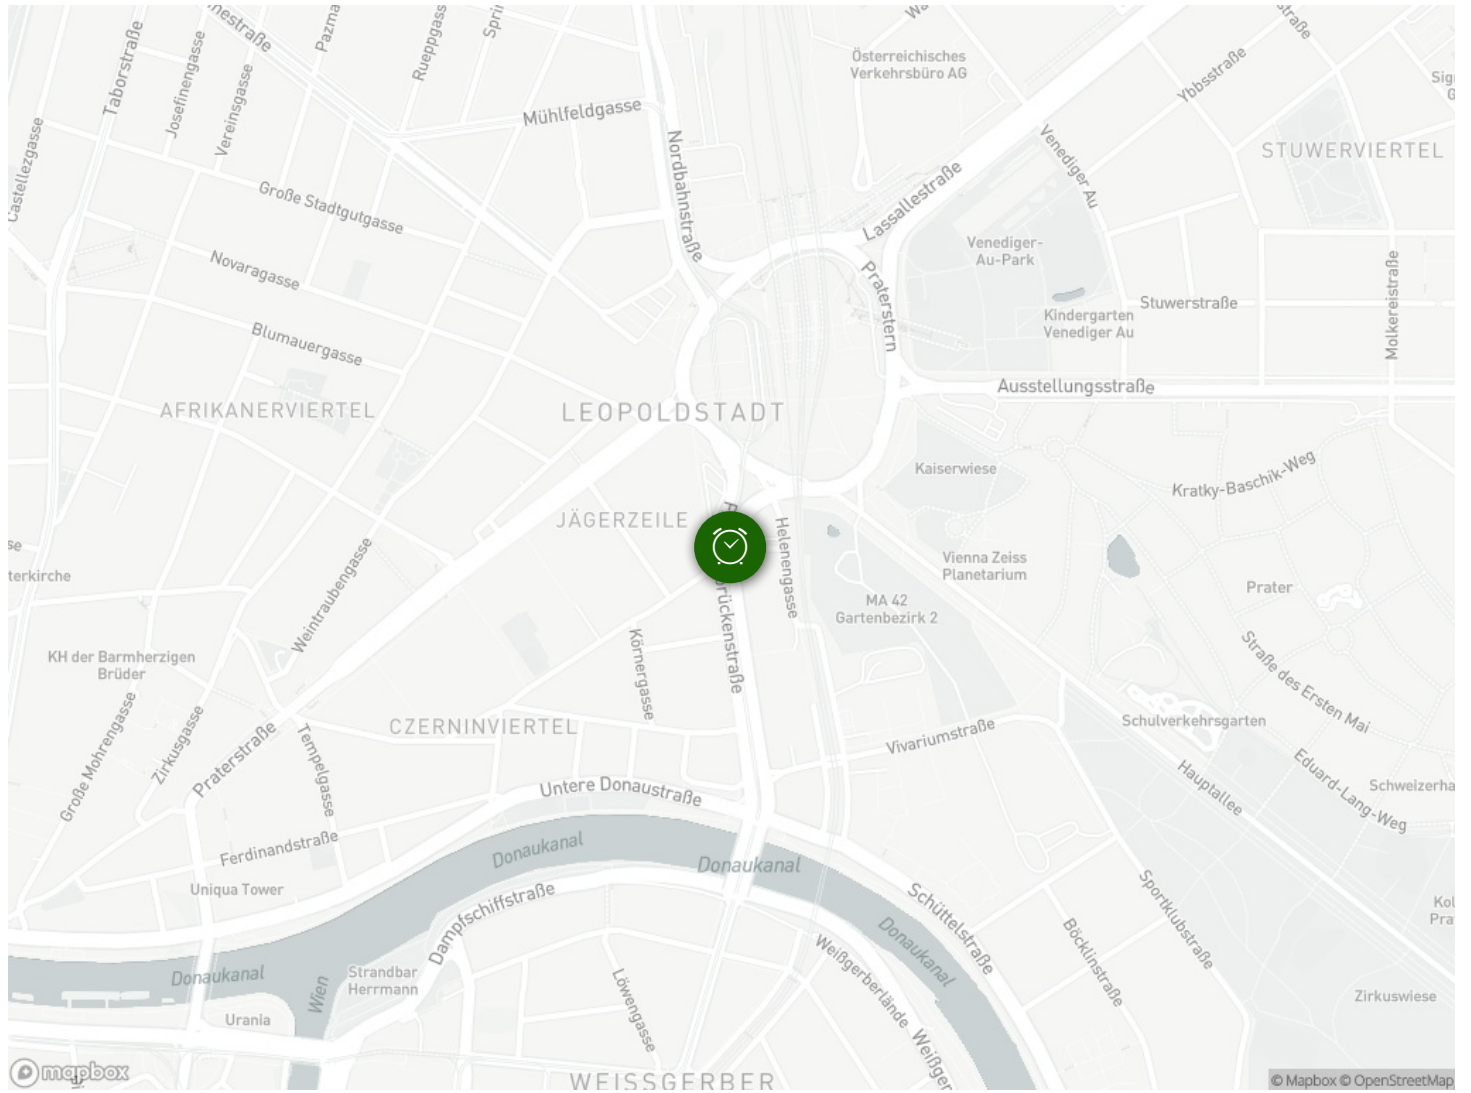 Taborstraße
Josefinengasse
Vereinsgasse
Castellezgasse
Mühlfeldgasse
Nordbahnstraße
Österreichisches
Verkehrsbüro AG
Ybbsstraße
STUWERVIERTEL
Venediger Au
Lassallestraße
Große Stadtgutgasse
Novaragasse
Blumauergasse
Praterstern
Venediger-
Au-Park
Kindergarten
Venediger Au
Stuwerstraße
Molkereistraße
Ausstellungsstraße
AFRIKANERVIERTEL
LEOPOLDSTADT
Kaiserwiese
Kratky-Baschik-Weg
JÄGERZEILE
Helenengasse
Vienna Zeiss
Planetarium
Prater
MA 42
Gartenbezirk 2
Weintraubengasse
terkirche
KH der Barmherzigen
Brüder
Körnergasse
rückenstraße
Straße des Ersten Mai
Schulverkehrsgarten
CZERNINVIERTEL
Große Mohrengasse
Zirkusgasse
Praterstraße
Tempelgasse
Vivariumstraße
Hauptallee
Eduard-Lang-Weg
Schweizerha
Untere Donaustraße
Ferdinandstraße
Donaukanal
Donaukanal
Uniqua Tower
Dampfschiffstraße
Schüttelstraße
Sportklubstraße
Böcklinstraße
Donaukanal
Donaukanal
Wien
Strandbar
Herrmann
Urania
Löwengasse
Weißgerberlände
Weißger
Zirkuswiese
WEISSGERBER
mapbox
© Mapbox © OpenStreetMap